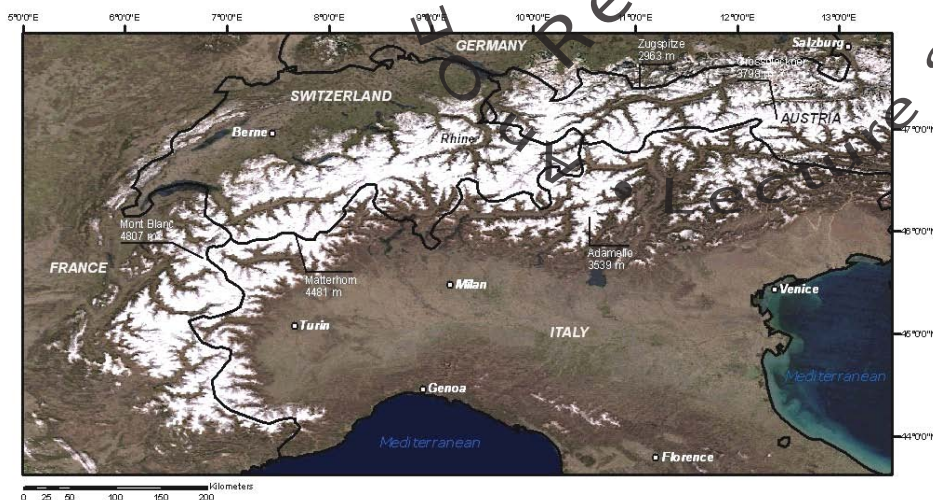 5°0'0"E 6°0'0"E 7°0'0"E 8°0'0"E 9°0'0"E 10°0'0"E 11°0'0"E 12°0'0"E 13°0'0"E
GERMANY
Zugspitze
2963 m
Salzburg
3798 m
SWITZERLAND
AUSTRIA
Berne
Rhine
47°0'0"N
Lecture
Mont Blanc
4807 m
46°0'0"N
FRANCE
Adamello
3539 m
Matterhorn
4481 m
Milan
Venice
Turin
ITALY
45°0'0"N
Mediterranean
Genoa
Mediterranean
44°0'0"N
Florence
Kilometers
0 25 50 100 150 200